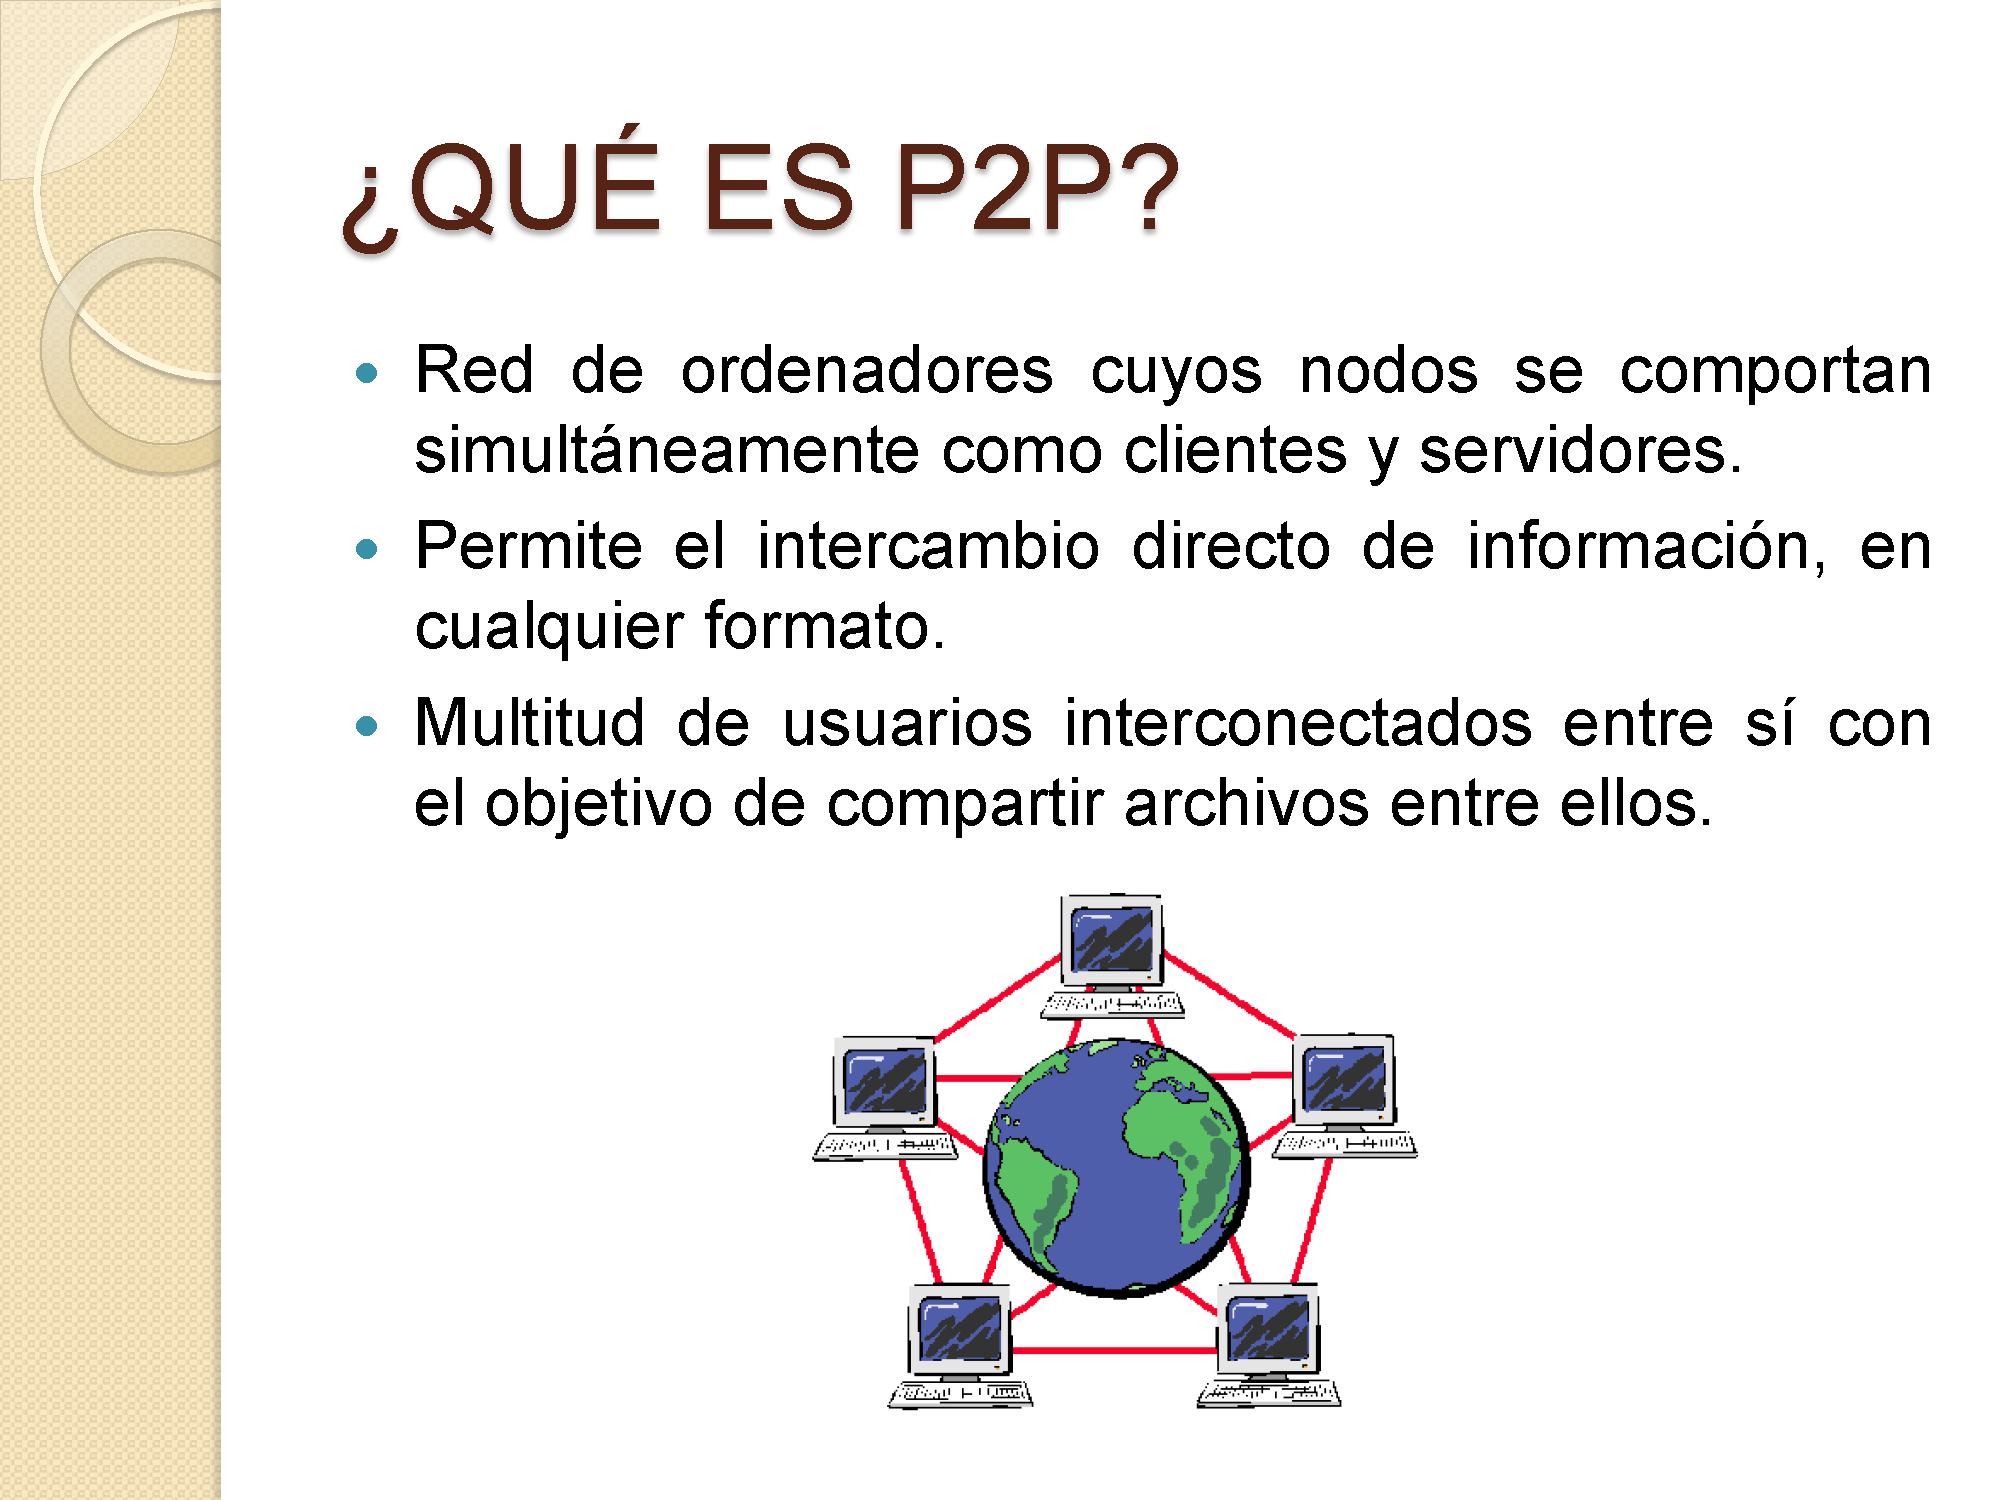 ¿QUÉ ES P2P?
• Red de ordenadores cuyos nodos se comportan
simultáneamente como clientes y servidores.
• Permite el intercambio directo de información, en
cualquier formato.
• Multitud de usuarios interconectados entre sí con
el objetivo de compartir archivos entre ellos.